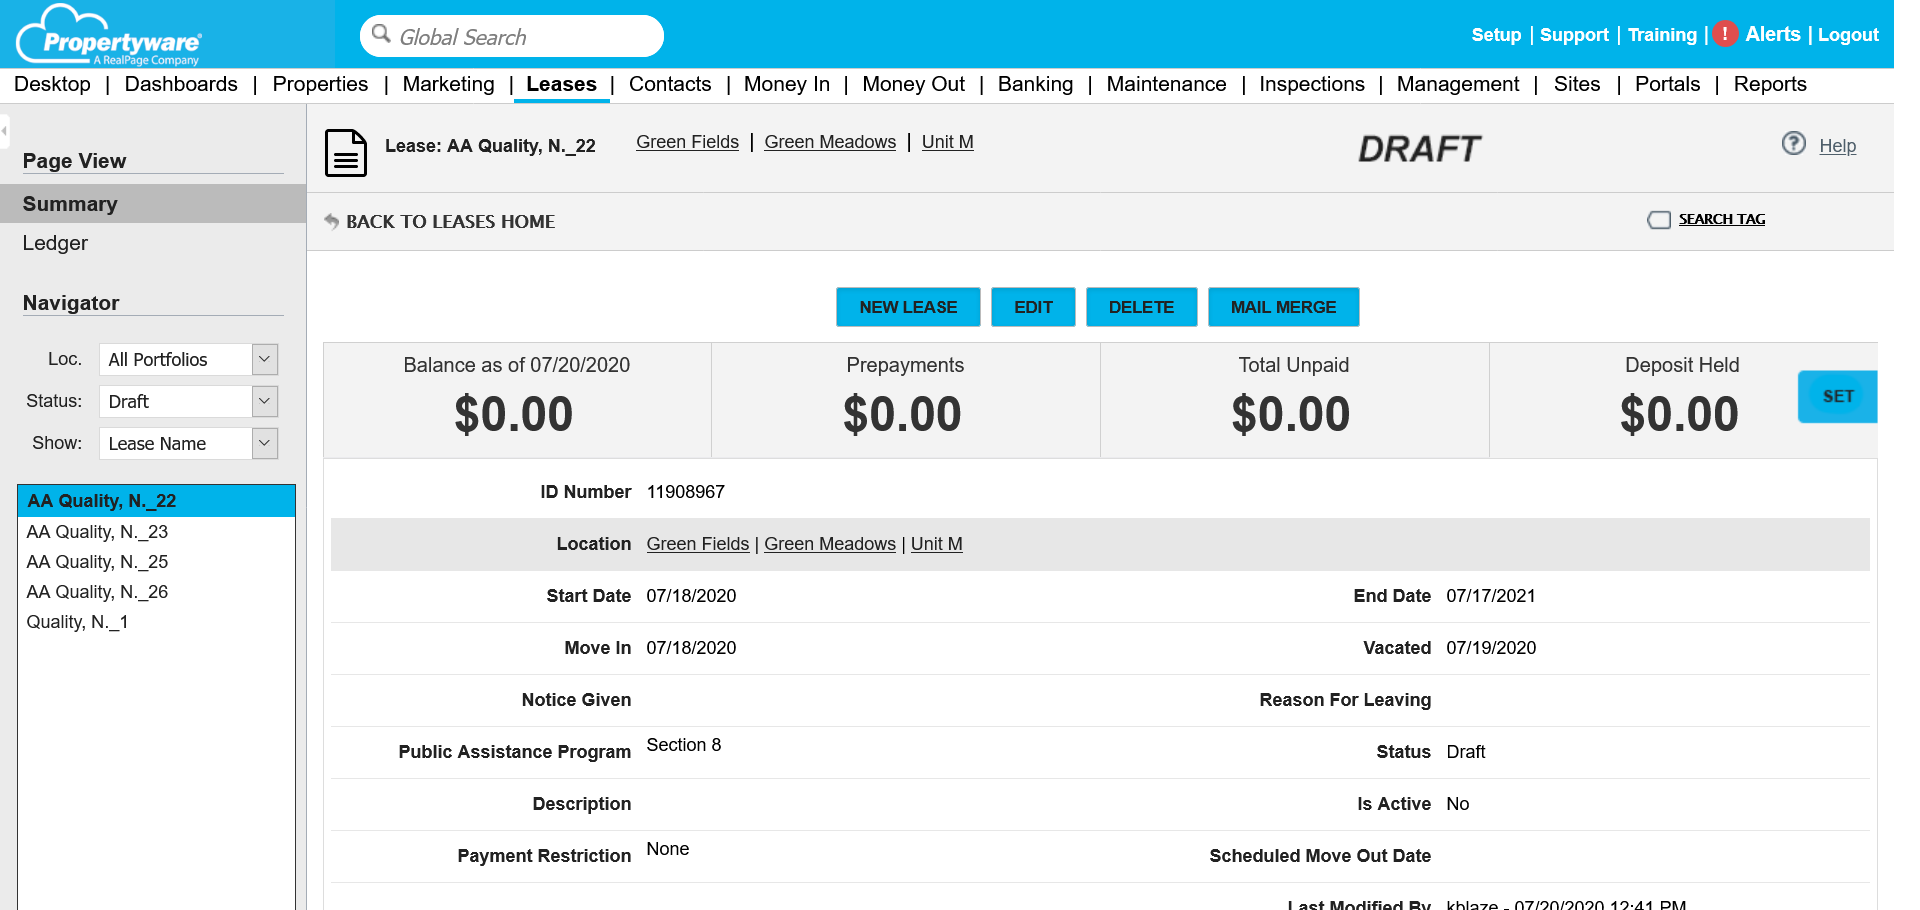 Propertyware
A RealPage Company
Global Search
Setup | Support | Training | ! Alerts | Logout
Desktop | Dashboards | Properties | Marketing | Leases | Contacts | Money In | Money Out | Banking | Maintenance | Inspections | Management | Sites | Portals | Reports
Page View
Summary
Ledger
Navigator
Loc. All Portfolios
Status: Draft
Show: Lease Name
AA Quality, N._22
AA Quality, N._23
AA Quality, N._25
AA Quality, N._26
Quality, N._1
Lease: AA Quality, N._22 Green Fields | Green Meadows | Unit M DRAFT ? Help
BACK TO LEASES HOME SEARCH TAG
NEW LEASE EDIT DELETE MAIL MERGE
Balance as of 07/20/2020 Prepayments Total Unpaid Deposit Held
$0.00 $0.00 $0.00 $0.00 SET
ID Number 11908967
Location Green Fields | Green Meadows | Unit M
Start Date 07/18/2020 End Date 07/17/2021
Move In 07/18/2020 Vacated 07/19/2020
Notice Given Reason For Leaving
Public Assistance Program Section 8 Status Draft
Description Is Active No
Payment Restriction None Scheduled Move Out Date
Last Modified By kblaze - 07/20/2020 12:41 PM